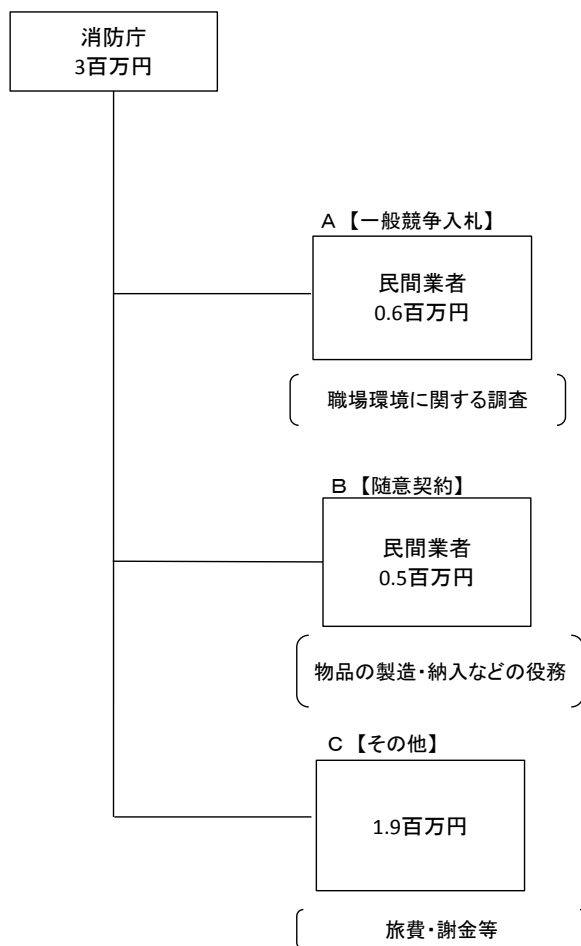 消防庁
3百万円
A 【一般競争入札】
民間業者
0.6百万円
職場環境に関する調査
B 【随意契約】
民間業者
0.5百万円
物品の製造・納入などの役務
C 【その他】
1.9百万円
旅費・謝金等